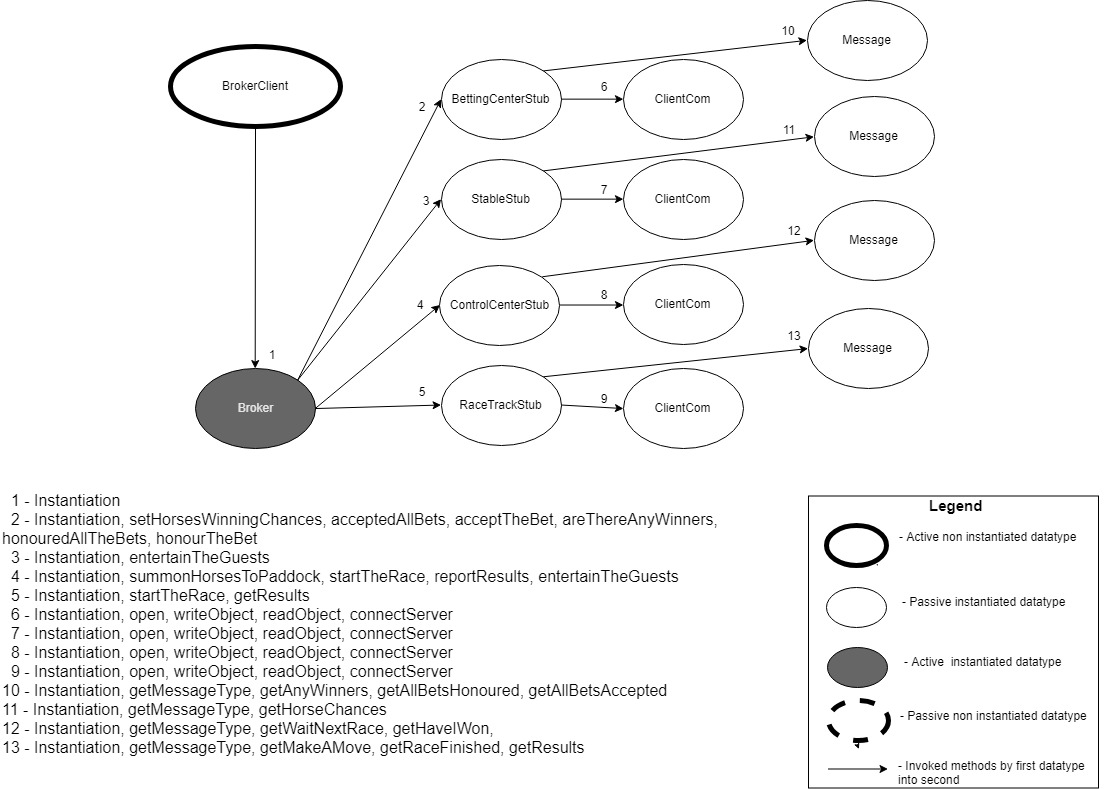 10
Message
BrokerClient
2
BettingCenterStub
6
ClientCom
11
Message
3
StableStub
7
ClientCom
12
Message
4
ControlCenterStub
8
ClientCom
13
Message
1
Broker
5
RaceTrackStub
9
ClientCom
1 - Instantiation
2 - Instantiation, setHorsesWinningChances, acceptedAllBets, acceptTheBet, areThereAnyWinners,
honouredAllTheBets, honourTheBet
3 - Instantiation, entertainTheGuests
4 - Instantiation, summonHorsesToPaddock, startTheRace, reportResults, entertainTheGuests
5 - Instantiation, startTheRace, getResults
6 - Instantiation, open, writeObject, readObject, connectServer
7 - Instantiation, open, writeObject, readObject, connectServer
8 - Instantiation, open, writeObject, readObject, connectServer
9 - Instantiation, open, writeObject, readObject, connectServer
10 - Instantiation, getMessageType, getAnyWinners, getAllBetsHonoured, getAllBetsAccepted
11 - Instantiation, getMessageType, getHorseChances
12 - Instantiation, getMessageType, getWaitNextRace, getHaveIWon,
13 - Instantiation, getMessageType, getMakeAMove, getRaceFinished, getResults
Legend
- Active non instantiated datatype
- Passive instantiated datatype
- Active instantiated datatype
- Passive non instantiated datatype
- Invoked methods by first datatype
into second